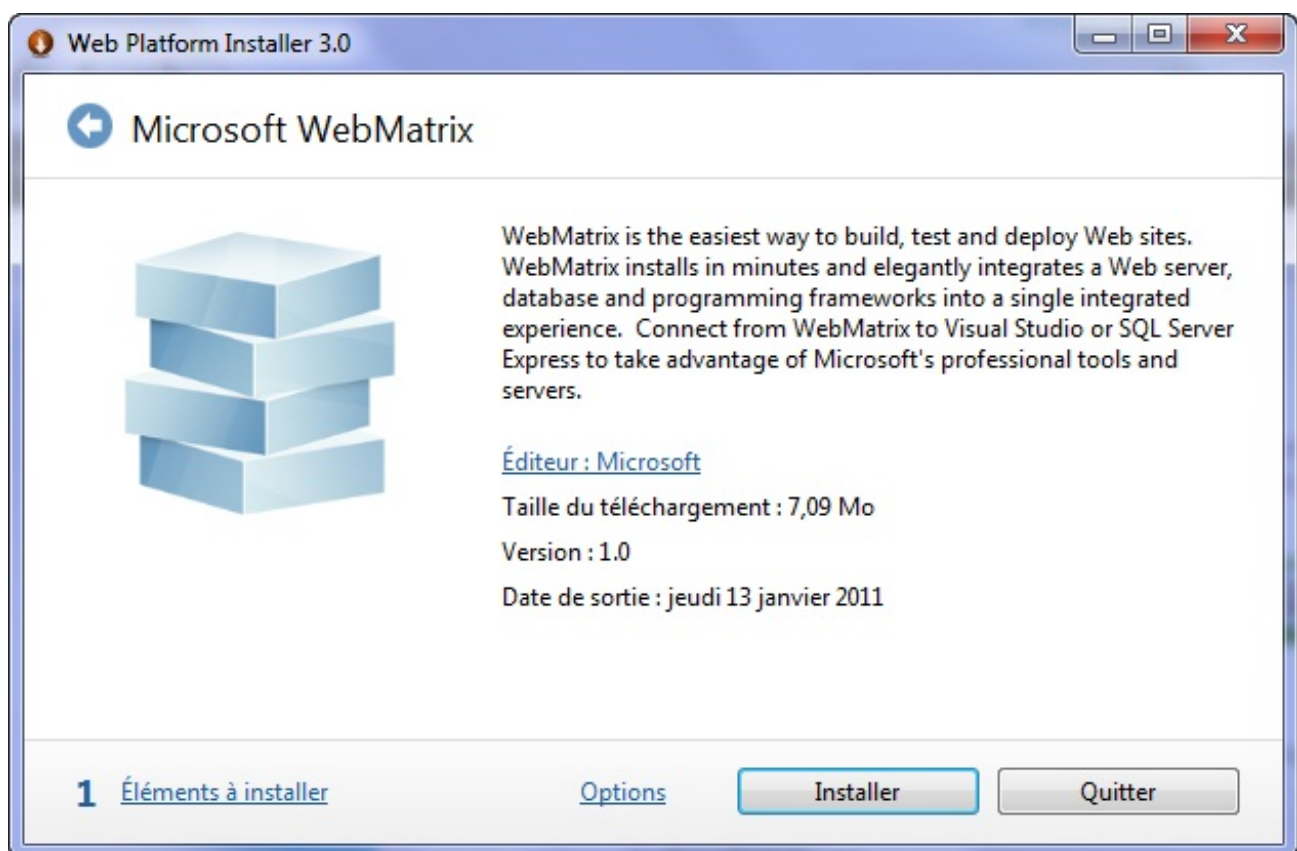 Web Platform Installer 3.0
Microsoft WebMatrix
WebMatrix is the easiest way to build, test and deploy Web sites.
WebMatrix installs in minutes and elegantly integrates a Web server,
database and programming frameworks into a single integrated
experience.  Connect from WebMatrix to Visual Studio or SQL Server
Express to take advantage of Microsoft's professional tools and
servers.
Éditeur : Microsoft
Taille du téléchargement : 7,09 Mo
Version : 1.0
Date de sortie : jeudi 13 janvier 2011
1 Éléments à installer
Options
Installer
Quitter